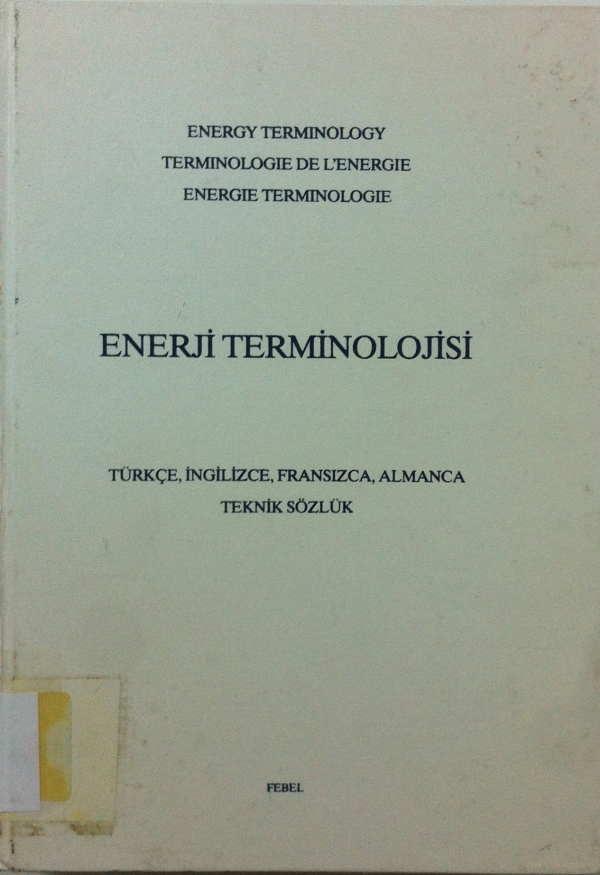 ENERGY TERMINOLOGY
TERMINOLOGIE DE L'ENERGIE
ENERGIE TERMINOLOGIE
ENERJİ TERMİNOLOJİSİ
TÜRKÇE, İNGİLİZCE, FRANSIZCA, ALMANCA
TEKNİK SÖZLÜK
FEBEL